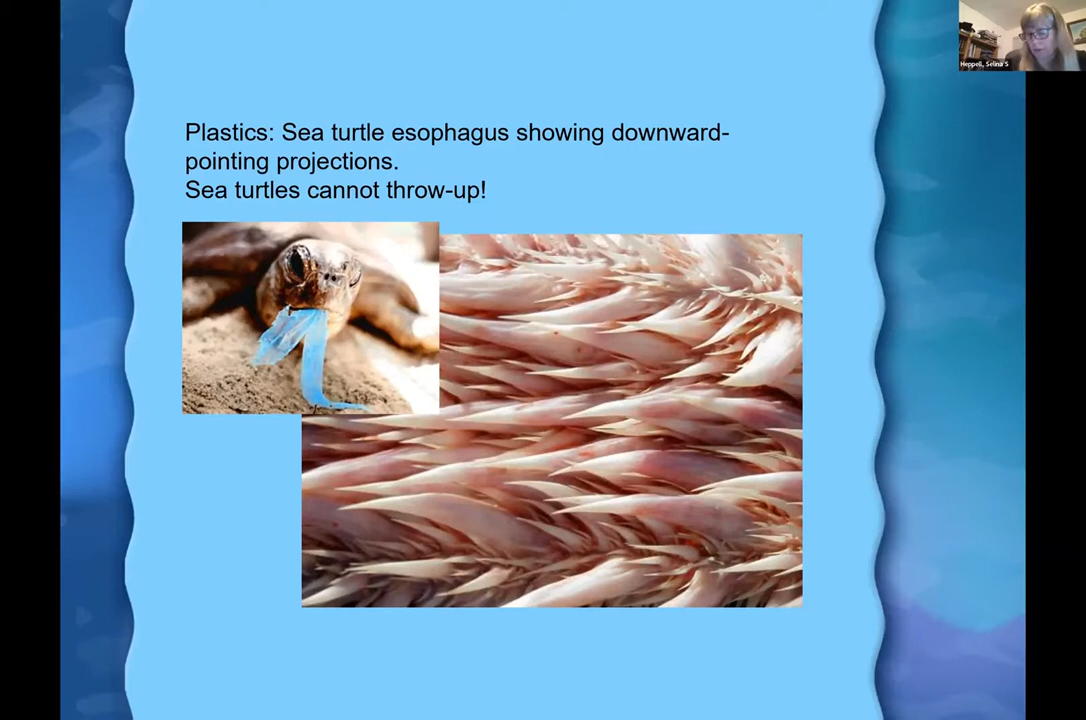 Heppell, Selina S
Plastics: Sea turtle esophagus showing downward-
pointing projections.
Sea turtles cannot throw-up!